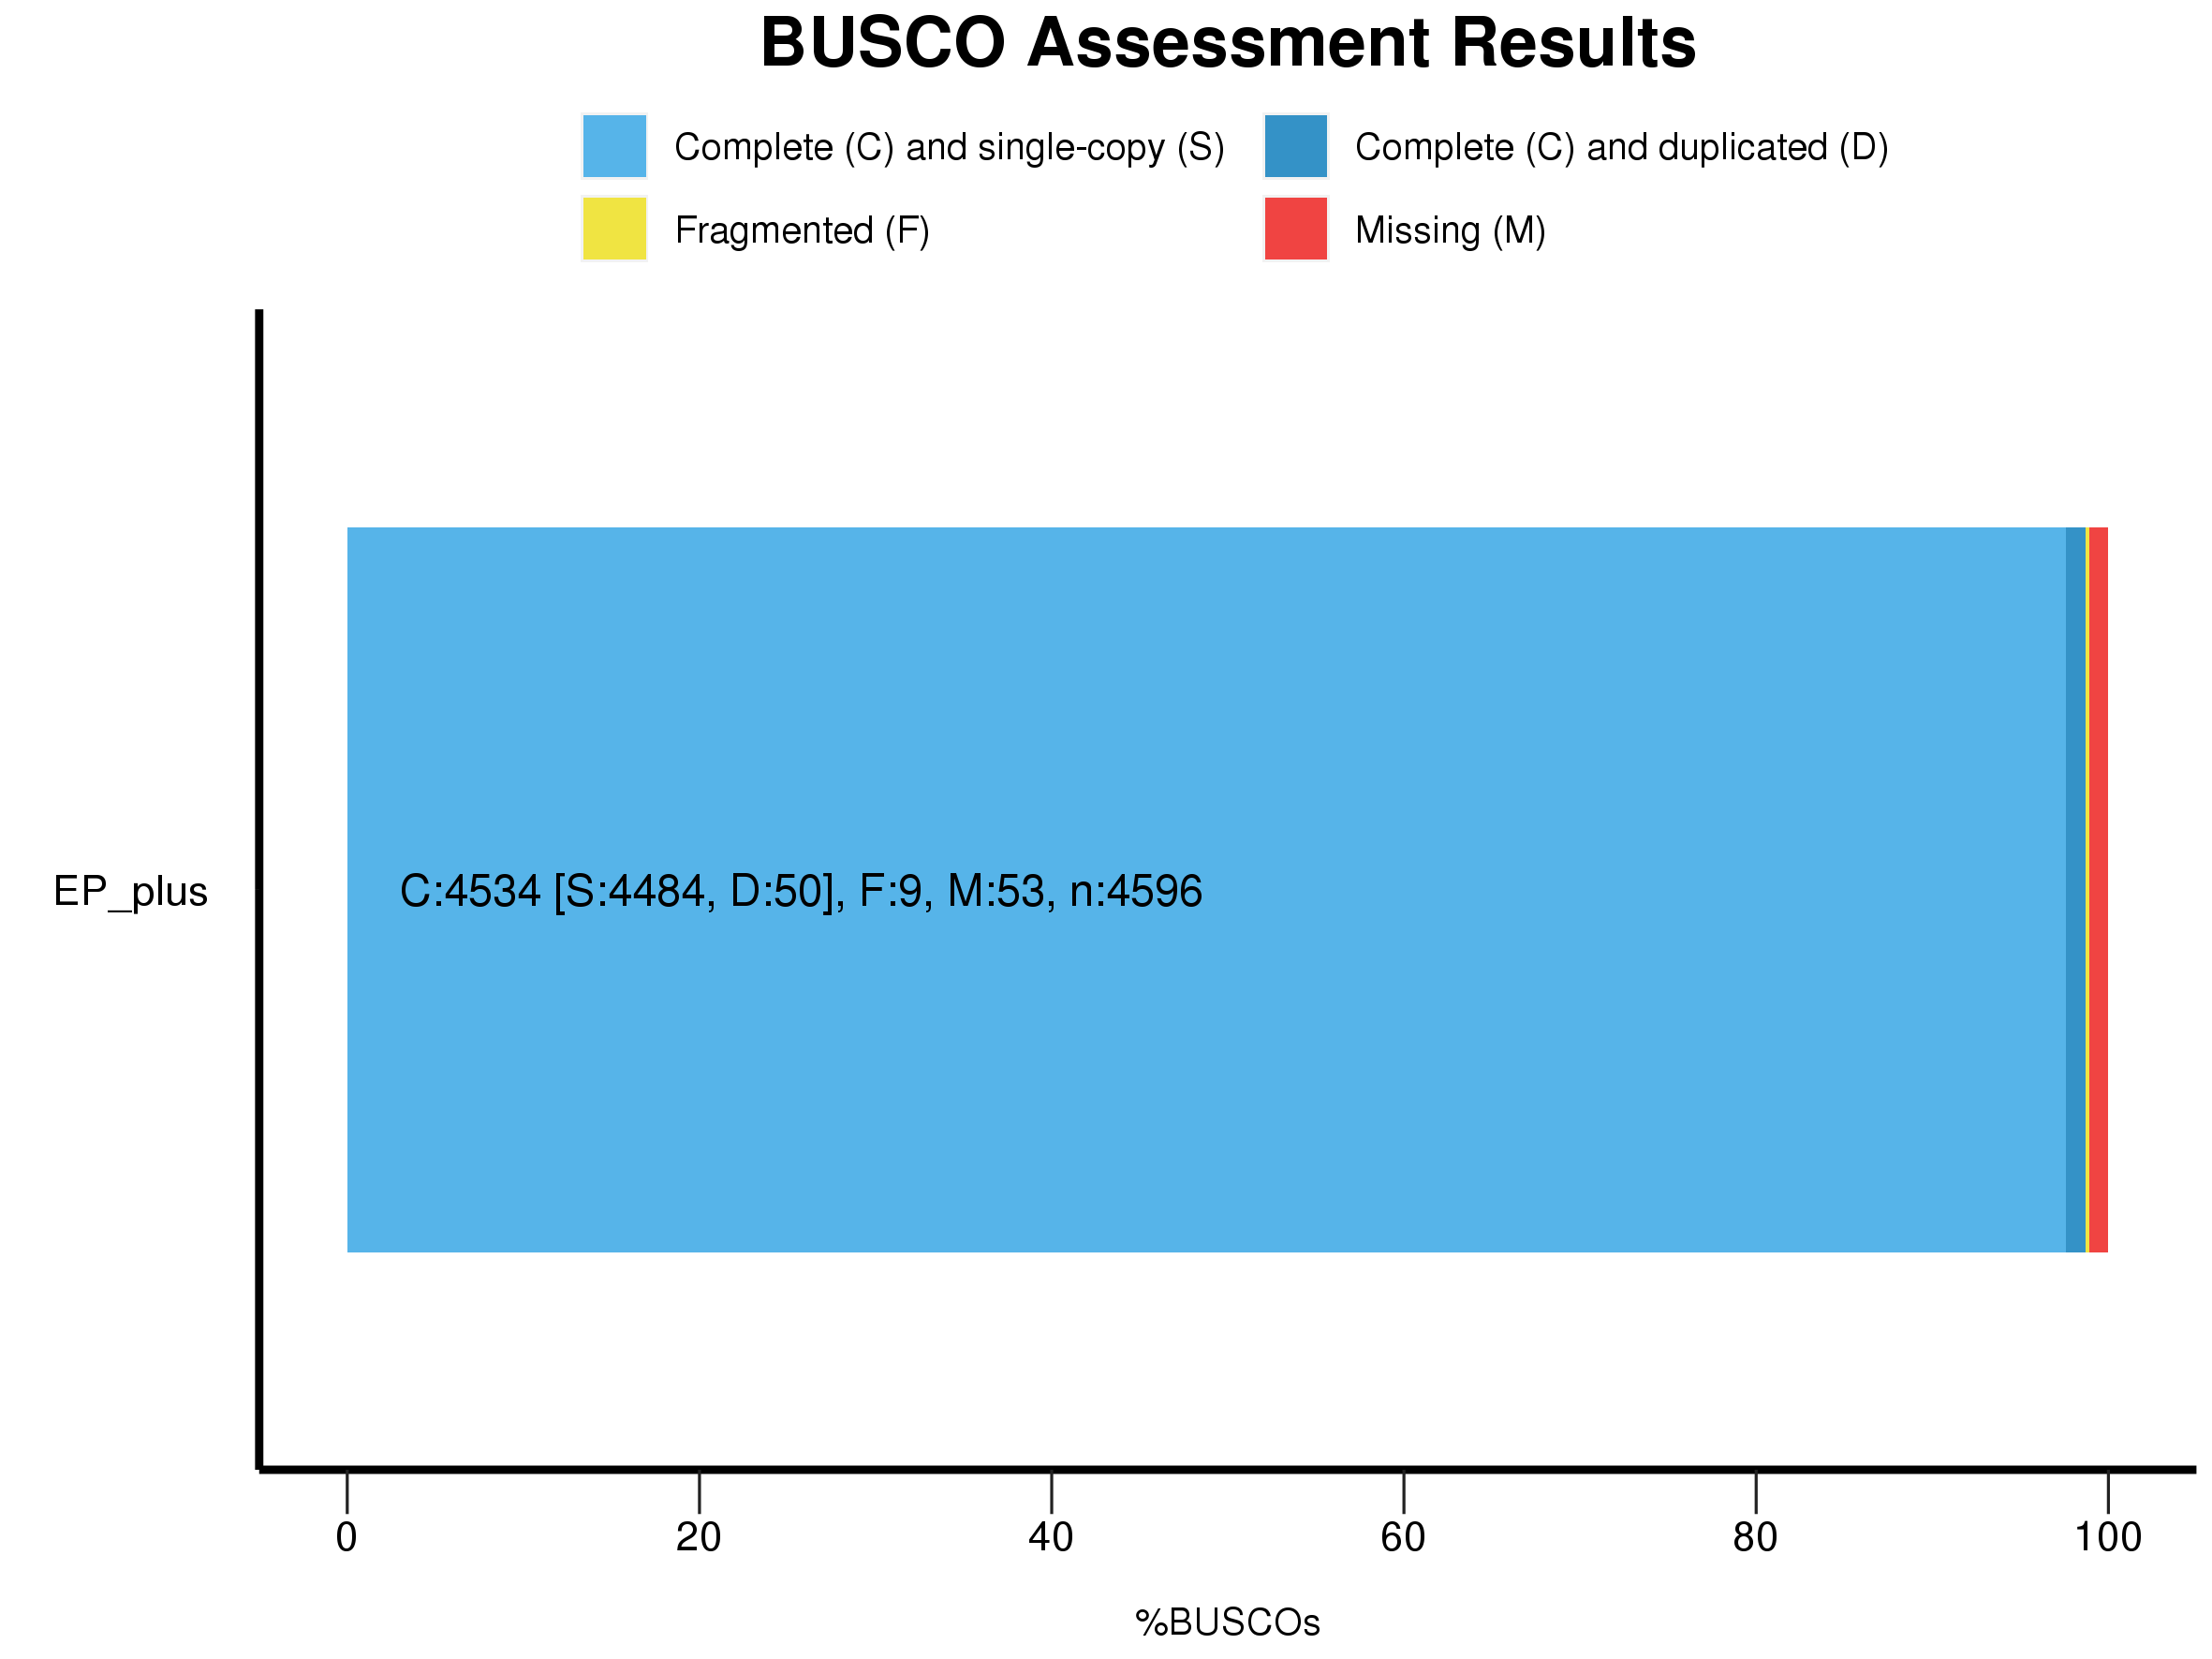 BUSCO Assessment Results
Complete (C) and single-copy (S)
Complete (C) and duplicated (D)
Fragmented (F)
Missing (M)
EP_plus
C:4534 [S:4484, D:50], F:9, M:53, n:4596
0 20 40 60 80 100
%BUSCOs